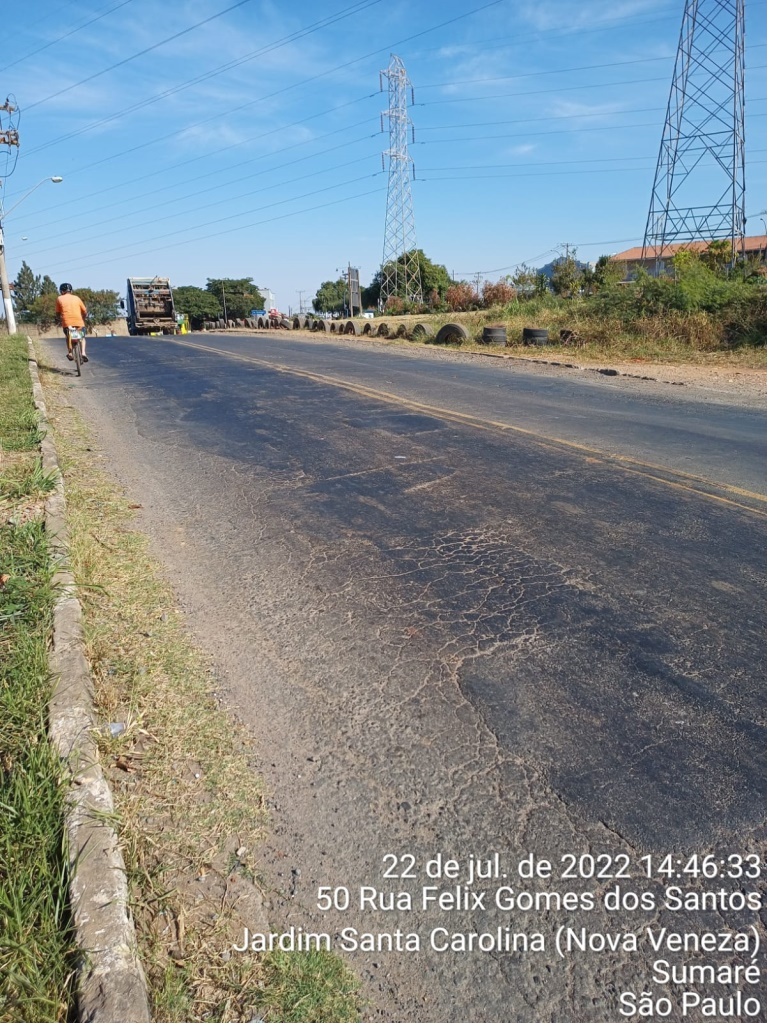 22 de jul. de 2022 14:46:33
50 Rua Felix Gomes dos Santos
Jardim Santa Carolina (Nova Veneza)
Sumaré
São Paulo